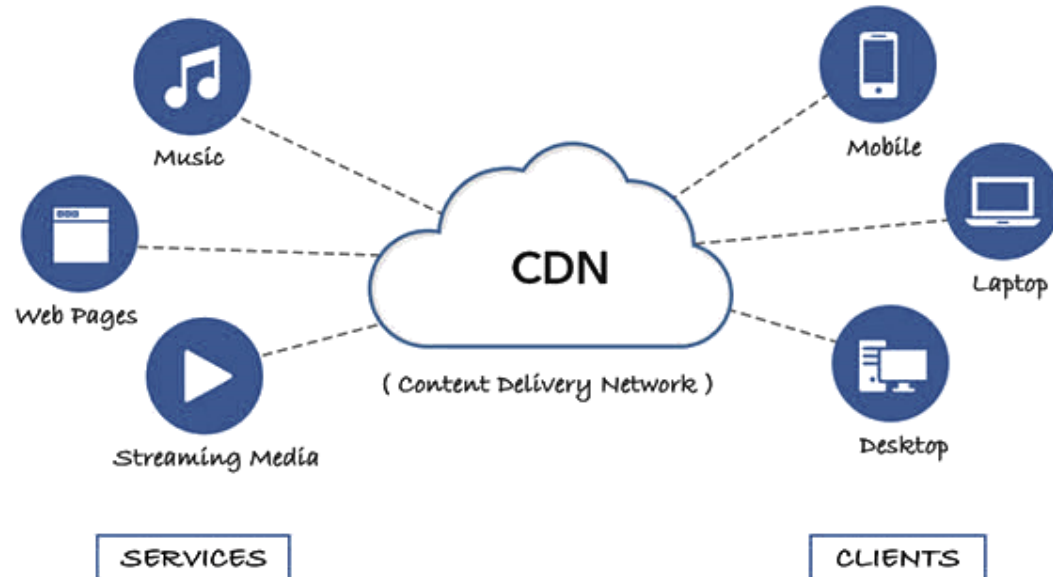 Music
Mobile
CDN
Web Pages
Laptop
( Content Delivery Network )
Streaming Media
Desktop
SERVICES
CLIENTS